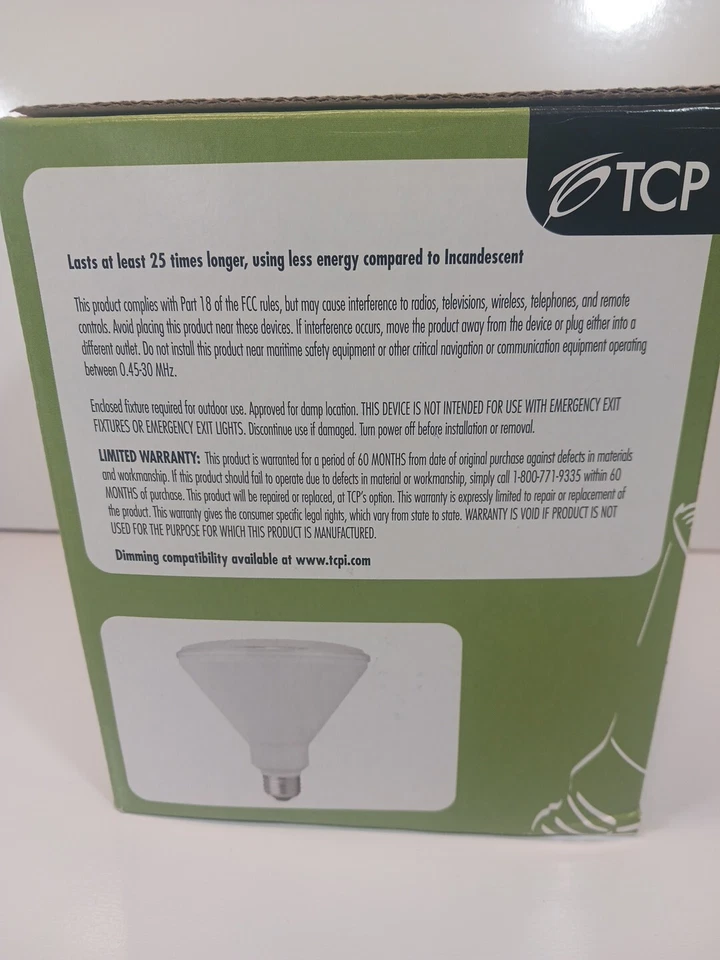 TCP
Lasts at least 25 times longer, using less energy compared to Incandescent
This product complies with Part 18 of the FCC rules, but may cause interference to radios, televisions, wireless, telephones, and remote
controls. Avoid placing this product near these devices. If interference occurs, move the product away from the device or plug either into a
different outlet. Do not install this product near maritime safety equipment or other critical navigation or communication equipment operating
between 0.45-30 MHz.
Enclosed fixture required for outdoor use. Approved for damp location. THIS DEVICE IS NOT INTENDED FOR USE WITH EMERGENCY EXIT
FIXTURES OR EMERGENCY EXIT LIGHTS. Discontinue use if damaged. Turn power off before installation or removal.
LIMITED WARRANTY: This product is warranted for a period of 60 MONTHS from date of original purchase against defects in materials
and workmanship. If this product should fail to operate due to defects in material or workmanship, simply call 1-800-771-9335 within 60
MONTHS of purchase. This product will be repaired or replaced, at TCP's option. This warranty is expressly limited to repair or replacement of
the product. This warranty gives the consumer specific legal rights, which vary from state to state. WARRANTY IS VOID IF PRODUCT IS NOT
USED FOR THE PURPOSE FOR WHICH THIS PRODUCT IS MANUFACTURED.
Dimming compatibility available at www.tcpi.com